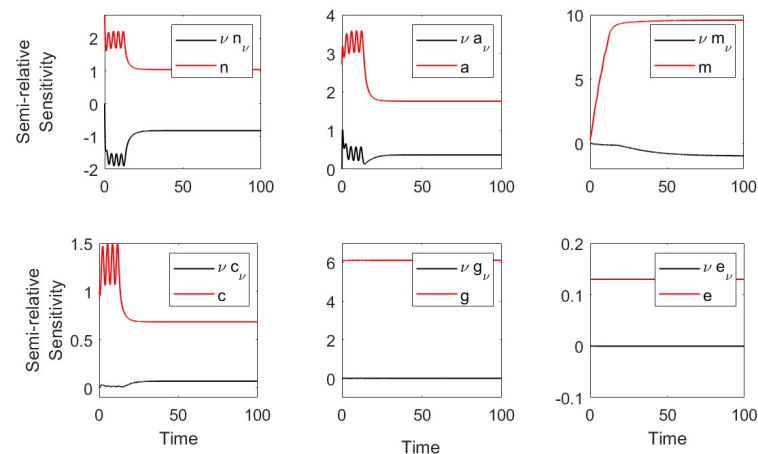 Semi-relative
Sensitivity
2
1
0
-1
-2
0
50
100
ν n_ν
n
4
3
2
1
0
0
50
100
ν a_ν
a
10
5
0
0
50
100
ν m_ν
m
Semi-relative
Sensitivity
1.5
1
0.5
0
0
50
100
Time
ν c_ν
c
6
4
2
0
0
50
100
Time
ν g_ν
g
0.2
0.1
0
-0.1
0
50
100
Time
ν e_ν
e